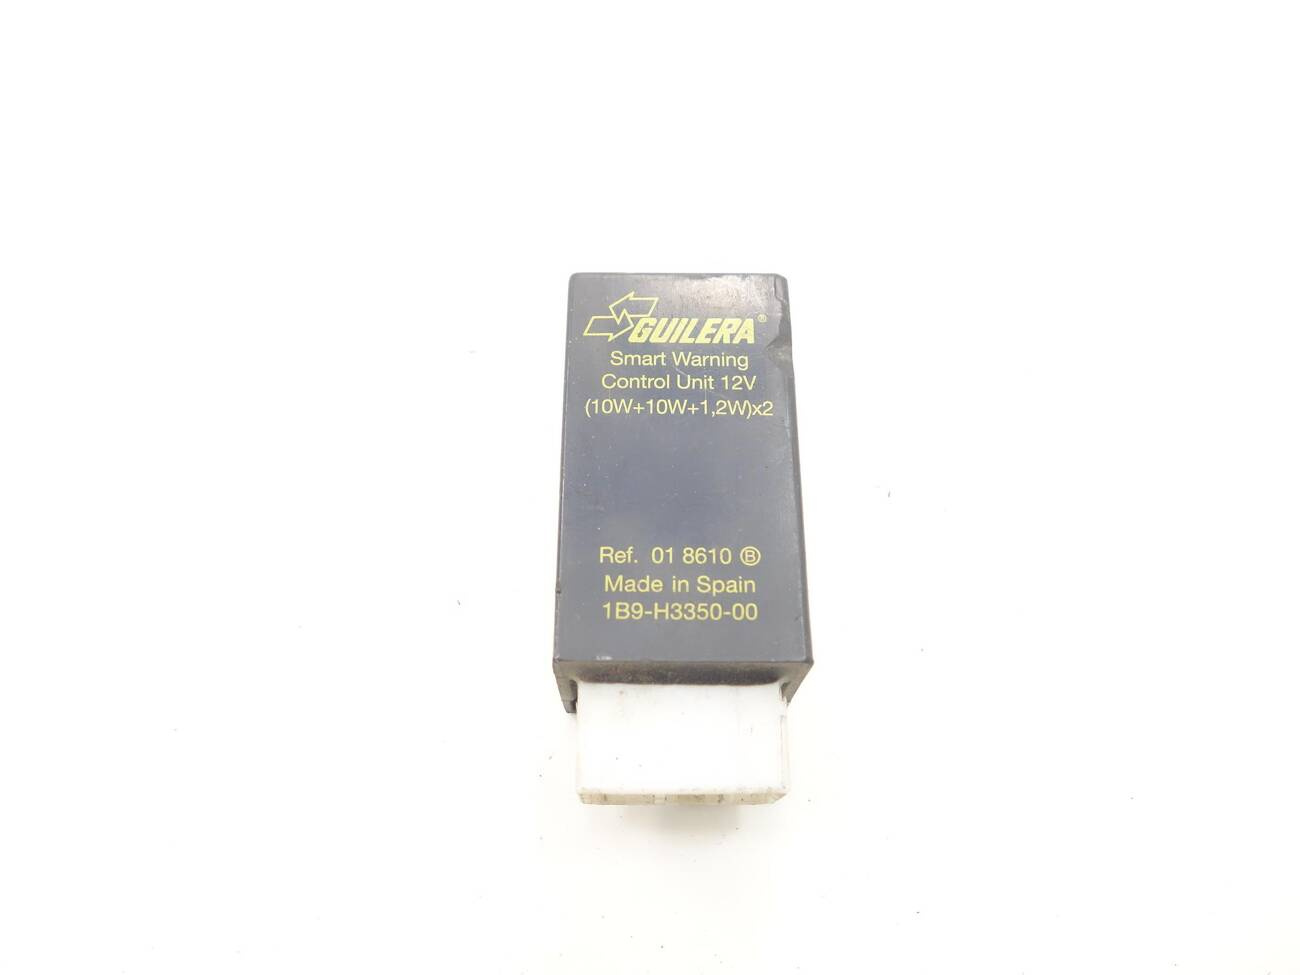 GUILERA®
Smart Warning
Control Unit 12V
(10W+10W+1,2W)x2
Ref. 01 8610 Ⓑ
Made in Spain
1B9-H3350-00